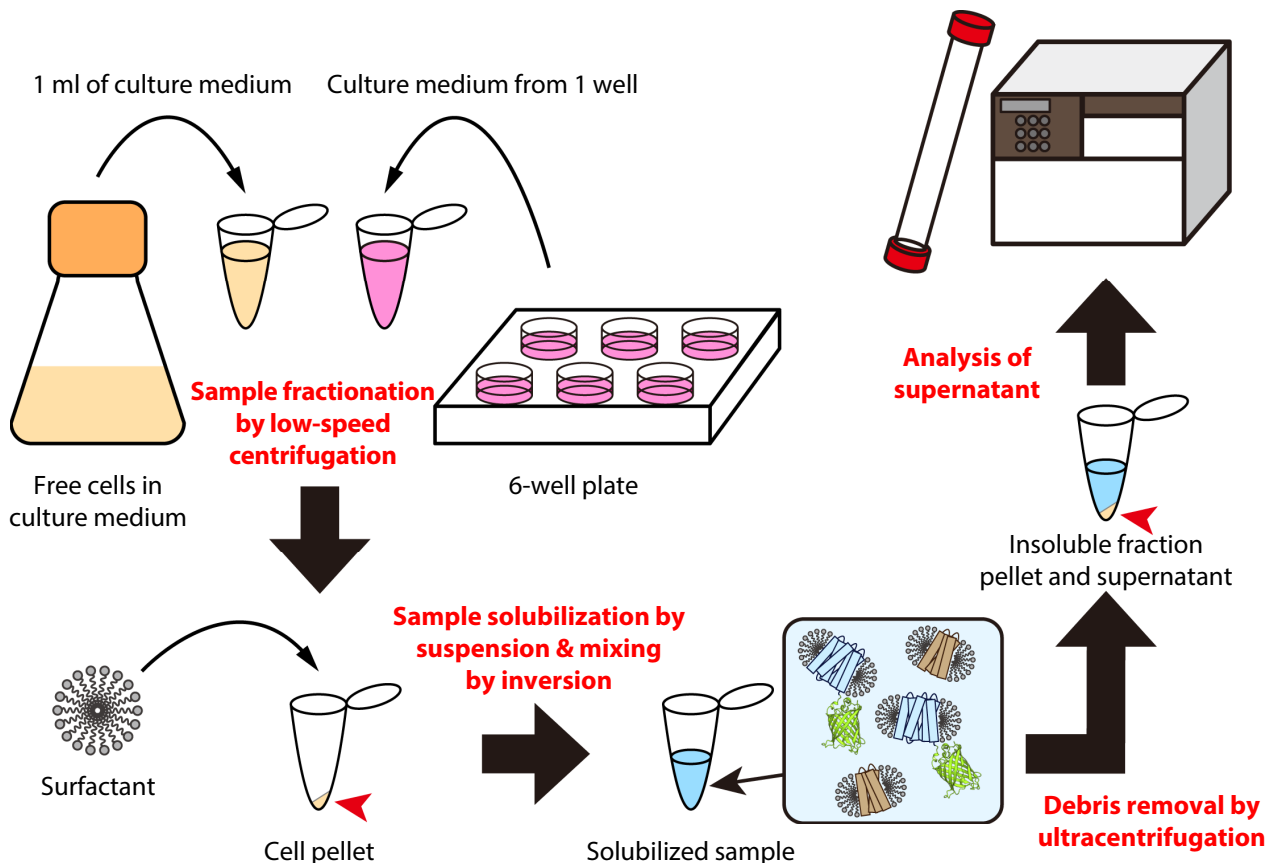 1 ml of culture medium
Culture medium from 1 well
Sample fractionation
by low-speed
centrifugation
Free cells in
culture medium
6-well plate
Surfactant
Cell pellet
Sample solubilization by
suspension & mixing
by inversion
Solubilized sample
Debris removal by
ultracentrifugation
Insoluble fraction
pellet and supernatant
Analysis of
supernatant